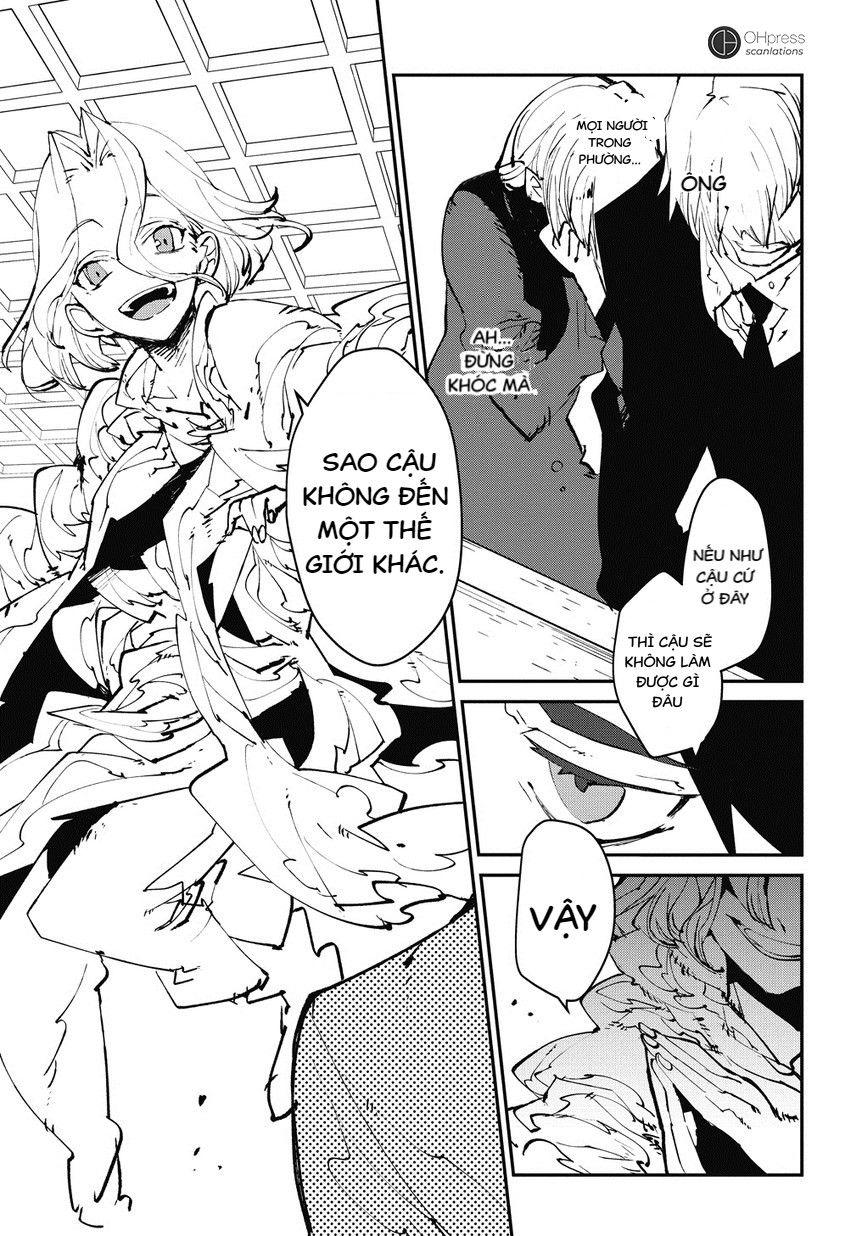 OHpress
scanlations
MỌI NGƯỜI
TRONG
PHƯỜNG...
ÔNG
AH...
ĐỪNG
KHÓC MÀ
NẾU NHƯ
CẬU CỨ
Ở ĐÂY
THÌ CẬU SẼ
KHÔNG LÀM
ĐƯỢC GÌ
ĐÂU
VẬY
SAO CẬU
KHÔNG ĐẾN
MỘT THẾ
GIỚI KHÁC.